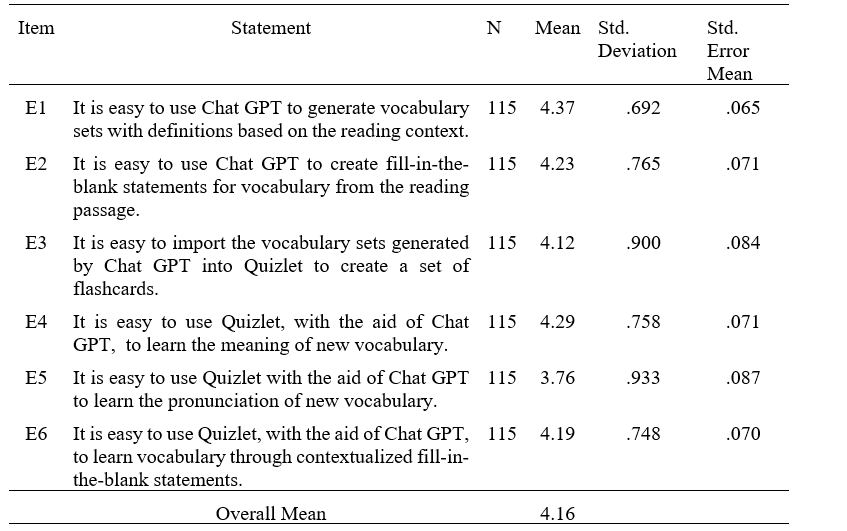 Item Statement N Mean Std. Deviation Std. Error Mean
E1 It is easy to use Chat GPT to generate vocabulary 115 4.37 .692 .065
sets with definitions based on the reading context.
E2 It is easy to use Chat GPT to create fill-in-the- 115 4.23 .765 .071
blank statements for vocabulary from the reading
passage.
E3 It is easy to import the vocabulary sets generated 115 4.12 .900 .084
by Chat GPT into Quizlet to create a set of
flashcards.
E4 It is easy to use Quizlet, with the aid of Chat 115 4.29 .758 .071
GPT, to learn the meaning of new vocabulary.
E5 It is easy to use Quizlet with the aid of Chat GPT 115 3.76 .933 .087
to learn the pronunciation of new vocabulary.
E6 It is easy to use Quizlet, with the aid of Chat GPT, 115 4.19 .748 .070
to learn vocabulary through contextualized fill-in-
the-blank statements.
Overall Mean 4.16